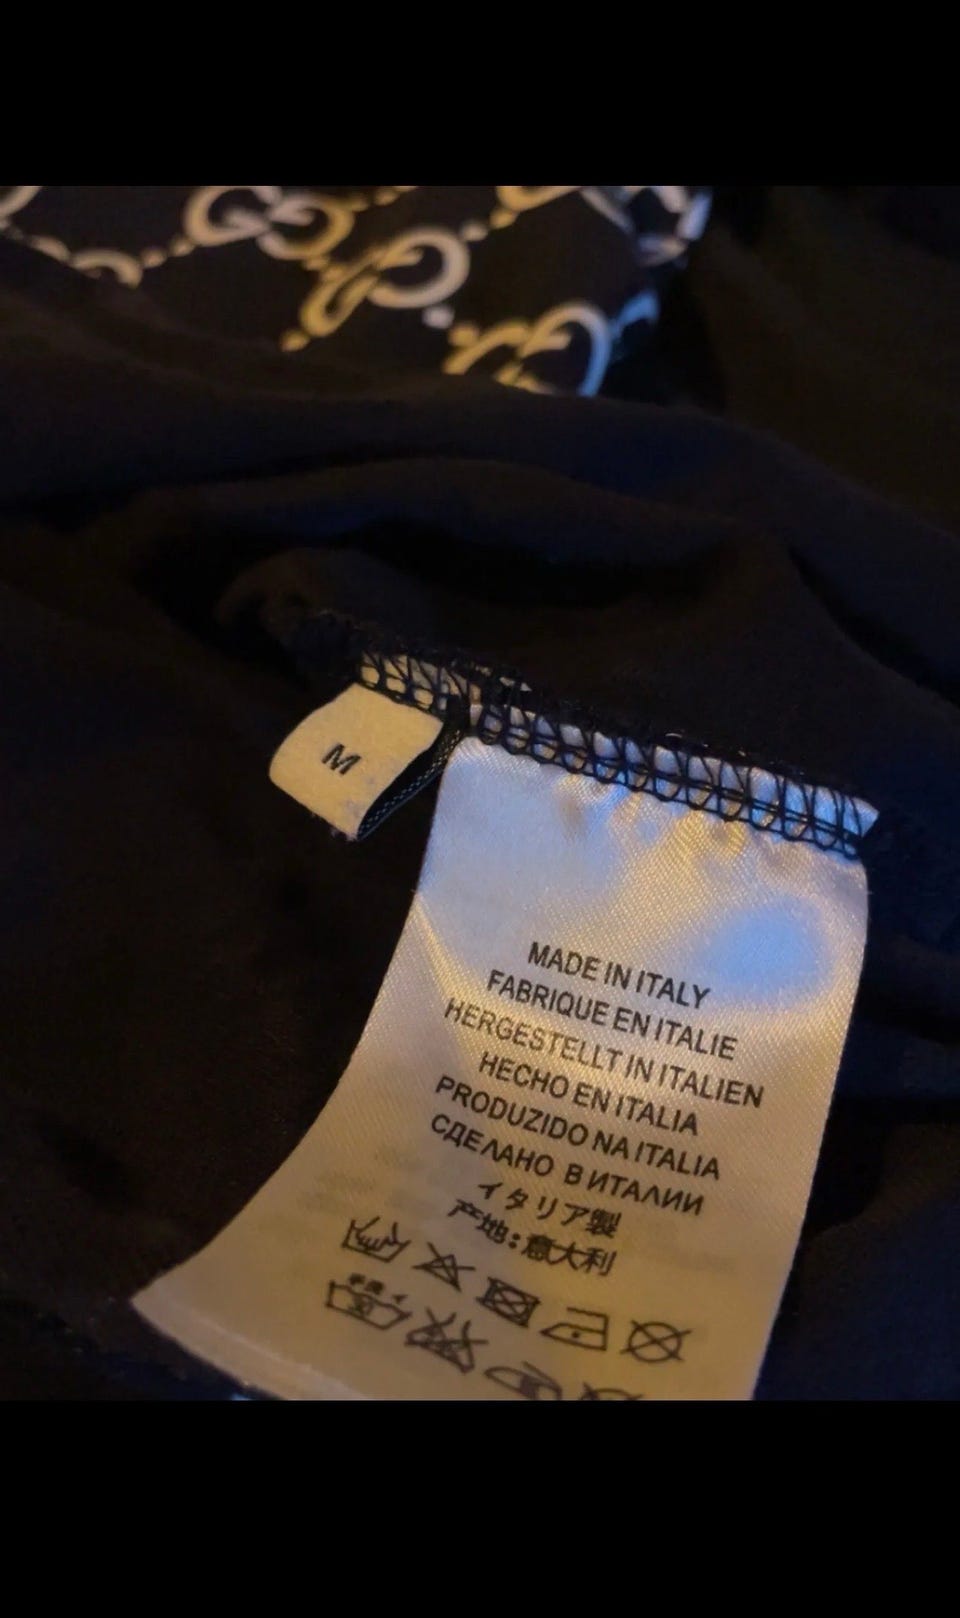 M
MADE IN ITALY
FABRIQUE EN ITALIE
HERGESTELLT IN ITALIEN
HECHO EN ITALIA
PRODUZIDO NA ITALIA
СДЕЛАНО В ИТАЛИИ
イタリア製
产地:意大利